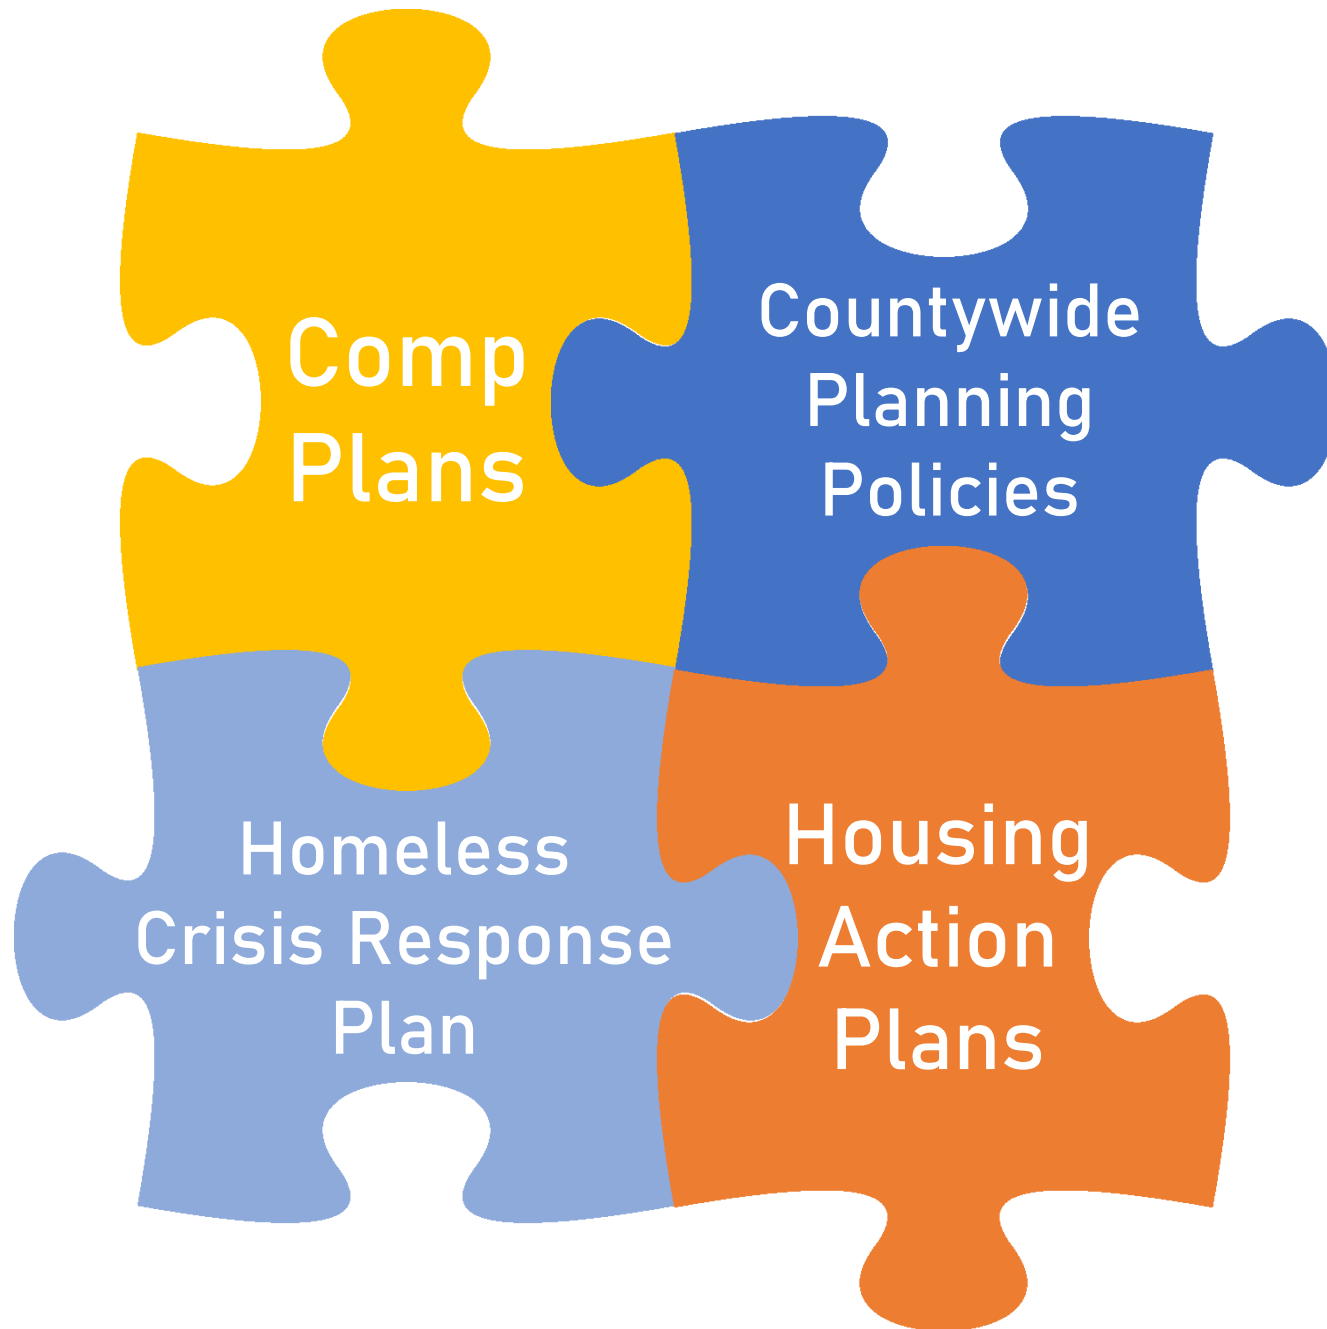 Comp
Plans
Countywide
Planning
Policies
Homeless
Crisis Response
Plan
Housing
Action
Plans